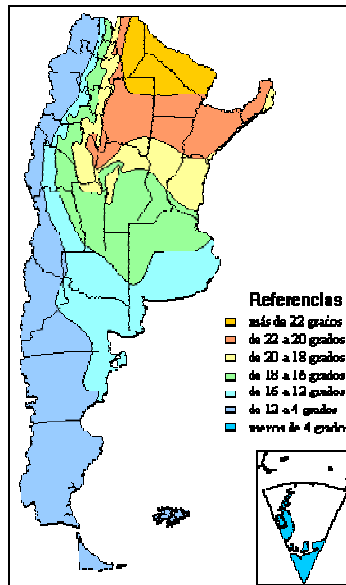 Referencias
más de 22 grados
de 22 a 20 grados
de 20 a 18 grados
de 18 a 16 grados
de 16 a 12 grados
de 12 a 4 grados
menos de 4 grados